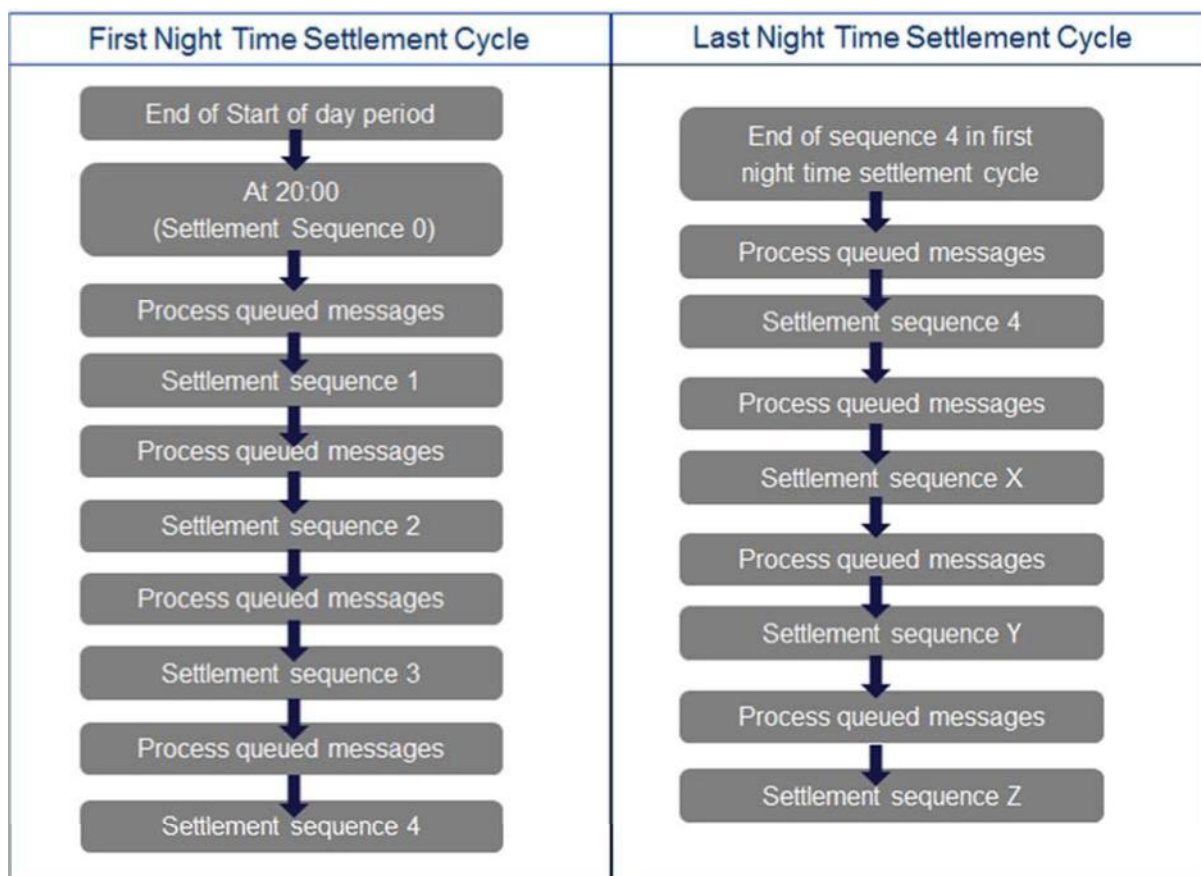 First Night Time Settlement Cycle
End of Start of day period
At 20:00
(Settlement Sequence 0)
Process queued messages
Settlement sequence 1
Process queued messages
Settlement sequence 2
Process queued messages
Settlement sequence 3
Process queued messages
Settlement sequence 4
Last Night Time Settlement Cycle
End of sequence 4 in first
night time settlement cycle
Process queued messages
Settlement sequence 4
Process queued messages
Settlement sequence X
Process queued messages
Settlement sequence Y
Process queued messages
Settlement sequence Z